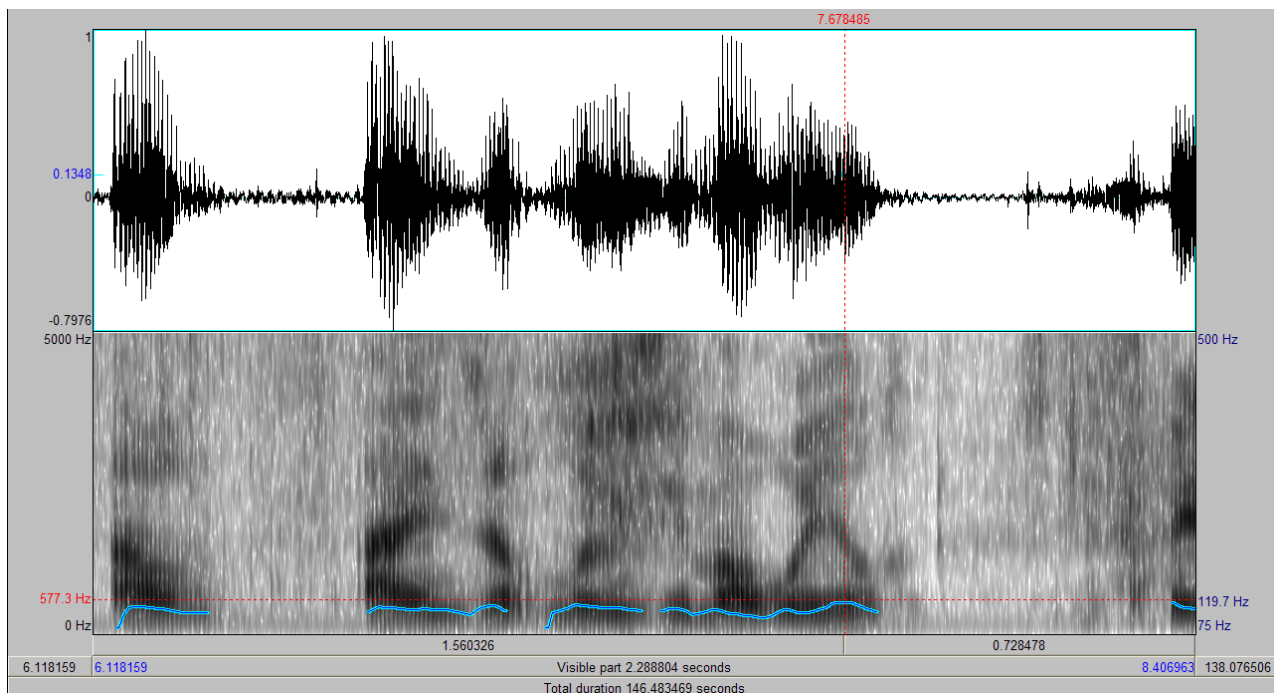 7.678485
1
0.1348
0
-0.7976
5000 Hz
500 Hz
577.3 Hz
119.7 Hz
0 Hz
75 Hz
1.560326
0.728478
6.118159
6.118159
Visible part 2.288804 seconds
8.406963
138.076506
Total duration 146.483469 seconds